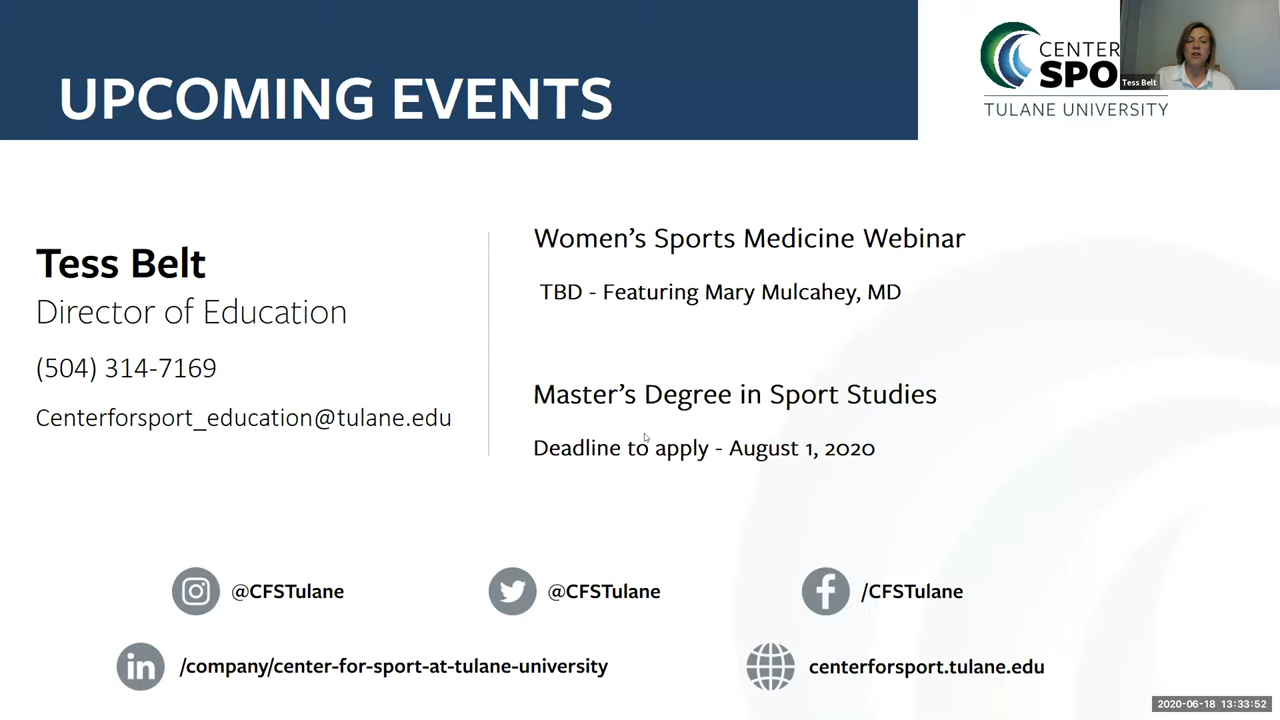 UPCOMING EVENTS
CENTER
SPO
TULANE UNIVERSITY
Tess Belt
Tess Belt
Director of Education
(504) 314-7169
Centerforsport_education@tulane.edu
Women's Sports Medicine Webinar
TBD - Featuring Mary Mulcahey, MD
Master's Degree in Sport Studies
Deadline to apply - August 1, 2020
@CFSTulane
@CFSTulane
/CFSTulane
in /company/center-for-sport-at-tulane-university
centerforsport.tulane.edu
2020-06-18 13:33:52